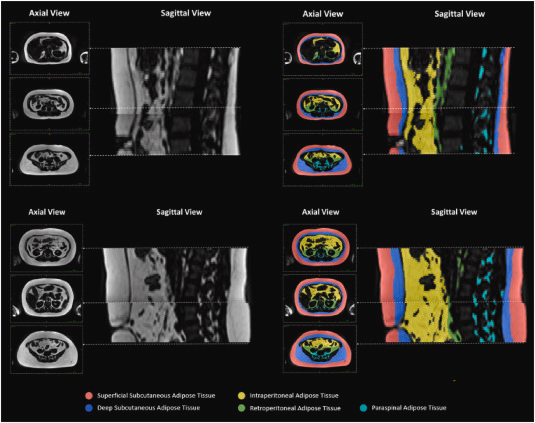 Axial View
Sagittal View
Axial View
Sagittal View
Axial View
Sagittal View
Axial View
Sagittal View
Superficial Subcutaneous Adipose Tissue
Intraperitoneal Adipose Tissue
Deep Subcutaneous Adipose Tissue
Retroperitoneal Adipose Tissue
Paraspinal Adipose Tissue